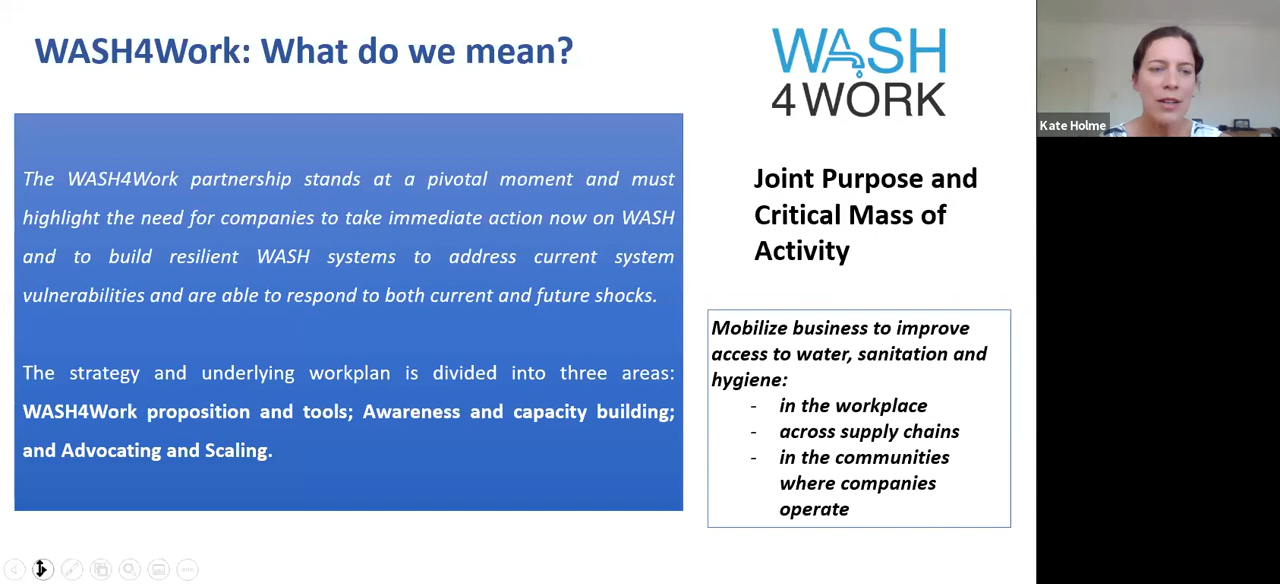 WASH4Work: What do we mean?
WASH
4WORK
Kate Holme
The WASH4Work partnership stands at a pivotal moment and must
highlight the need for companies to take immediate action now on WASH
and to build resilient WASH systems to address current system
vulnerabilities and are able to respond to both current and future shocks.
The strategy and underlying workplan is divided into three areas:
WASH4Work proposition and tools; Awareness and capacity building;
and Advocating and Scaling.
Joint Purpose and
Critical Mass of
Activity
Mobilize business to improve
access to water, sanitation and
hygiene:
- in the workplace
- across supply chains
- in the communities
where companies
operate